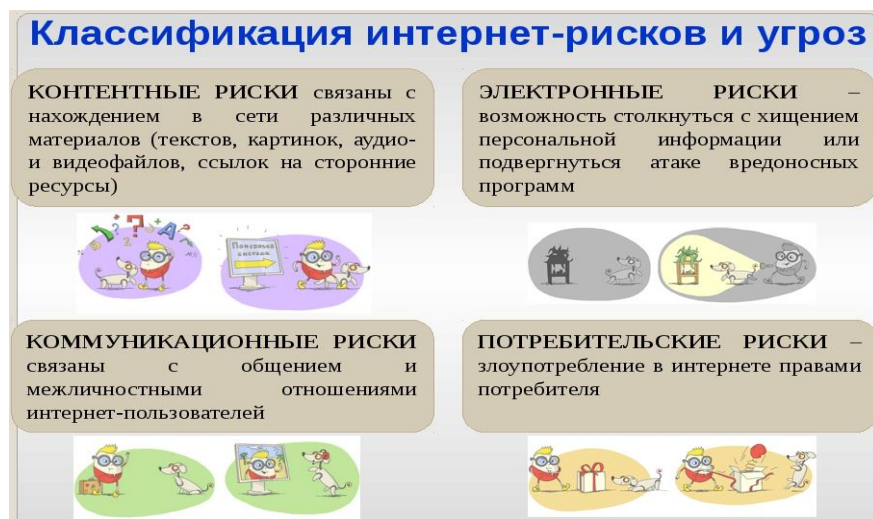 Классификация интернет-рисков и угроз
КОНТЕНТНЫЕ РИСКИ связаны с
нахождением в сети различных
материалов (текстов, картинок, аудио-
и видеофайлов, ссылок на сторонние
ресурсы)
ЭЛЕКТРОННЫЕ РИСКИ –
возможность столкнуться с хищением
персональной информации или
подвергнуться атаке вредоносных
программ
Поисковая
система
КОММУНИКАЦИОННЫЕ РИСКИ
связаны с общением и
межличностными отношениями
интернет-пользователей
ПОТРЕБИТЕЛЬСКИЕ РИСКИ –
злоупотребление в интернете правами
потребителя